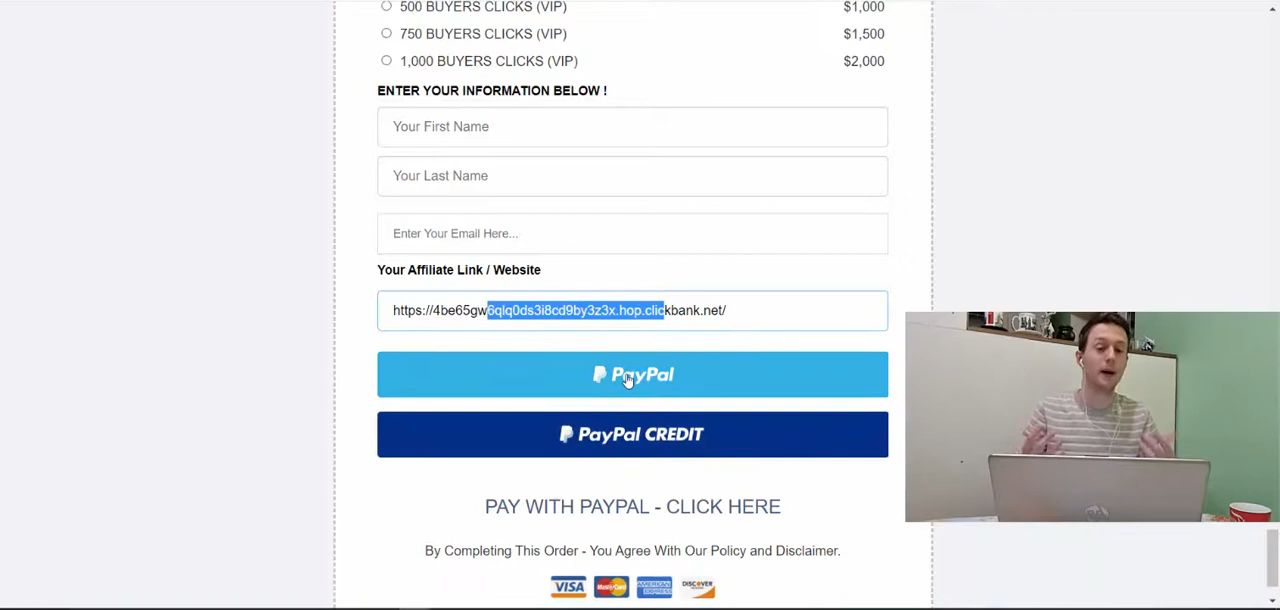 500 BUYERS CLICKS (VIP) $1,000
750 BUYERS CLICKS (VIP) $1,500
1,000 BUYERS CLICKS (VIP) $2,000
ENTER YOUR INFORMATION BELOW !
Your First Name
Your Last Name
Enter Your Email Here...
Your Affiliate Link / Website
https://4be65gw6qlq0ds3i8cd9by3z3x.hop.clickbank.net/
PayPal
PayPal CREDIT
PAY WITH PAYPAL - CLICK HERE
By Completing This Order - You Agree With Our Policy and Disclaimer.
VISA MasterCard AMERICAN EXPRESS DISCOVER